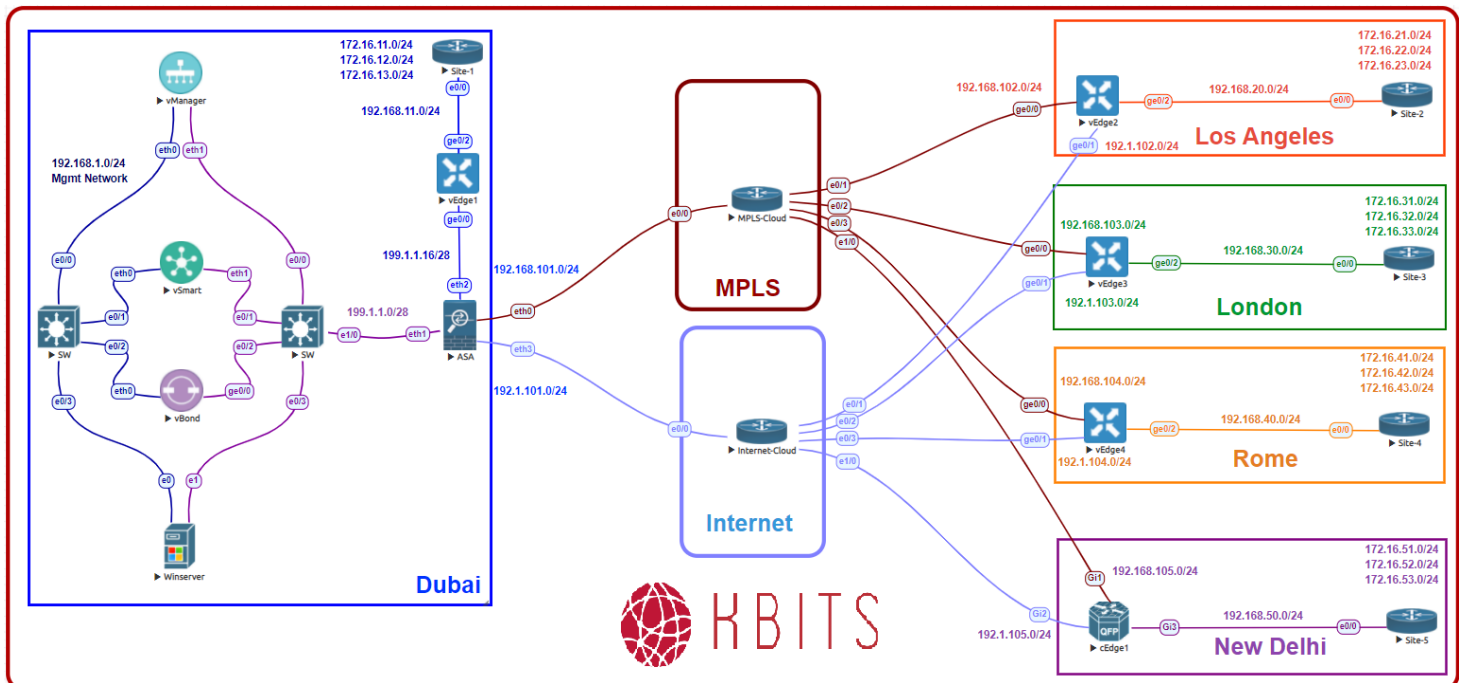 172.16.11.0/24
172.16.12.0/24
172.16.13.0/24
Site-1
e0/0
192.168.11.0/24
ge0/2
vEdge1
ge0/0
199.1.1.16/28
eth2
ASA
vManager
eth0
eth1
192.168.1.0/24
Mgmt Network
e0/0
e0/0
eth0
eth1
vSmart
e0/1
e0/1
SW
SW
e0/2
e0/2
eth0
ge0/0
vBond
e0/3
e0/3
e0
e1
Winserver
199.1.1.0/28
e1/0
eth1
Dubai
192.168.101.0/24
eth0
eth3
192.1.101.0/24
e0/0
MPLS-Cloud
e0/1
e0/2
e0/3
e1/0
MPLS
e0/0
Internet-Cloud
e0/1
e0/2
e0/3
e1/0
Internet
KBITS
192.168.102.0/24
ge0/0
vEdge2
ge0/1
192.1.102.0/24
ge0/2
192.168.20.0/24
e0/0
172.16.21.0/24
172.16.22.0/24
172.16.23.0/24
Site-2
Los Angeles
192.168.103.0/24
ge0/0
vEdge3
ge0/1
192.1.103.0/24
ge0/2
192.168.30.0/24
e0/0
172.16.31.0/24
172.16.32.0/24
172.16.33.0/24
Site-3
London
192.168.104.0/24
ge0/0
vEdge4
ge0/1
192.1.104.0/24
ge0/2
192.168.40.0/24
e0/0
172.16.41.0/24
172.16.42.0/24
172.16.43.0/24
Site-4
Rome
Gi1
192.168.105.0/24
Gi2
192.1.105.0/24
QFP
cEdge1
Gi3
192.168.50.0/24
e0/0
172.16.51.0/24
172.16.52.0/24
172.16.53.0/24
Site-5
New Delhi